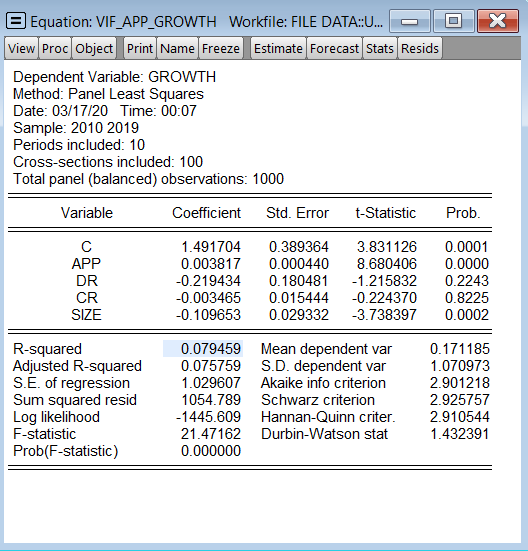 Equation: VIF_APP_GROWTH Workfile: FILE DATA::U...
View Proc Object Print Name Freeze Estimate Forecast Stats Resids
Dependent Variable: GROWTH
Method: Panel Least Squares
Date: 03/17/20 Time: 00:07
Sample: 2010 2019
Periods included: 10
Cross-sections included: 100
Total panel (balanced) observations: 1000
Variable Coefficient Std. Error t-Statistic Prob.
C 1.491704 0.389364 3.831126 0.0001
APP 0.003817 0.000440 8.680406 0.0000
DR -0.219434 0.180481 -1.215832 0.2243
CR -0.003465 0.015444 -0.224370 0.8225
SIZE -0.109653 0.029332 -3.738397 0.0002
R-squared 0.079459 Mean dependent var 0.171185
Adjusted R-squared 0.075759 S.D. dependent var 1.070973
S.E. of regression 1.029607 Akaike info criterion 2.901218
Sum squared resid 1054.789 Schwarz criterion 2.925757
Log likelihood -1445.609 Hannan-Quinn criter. 2.910544
F-statistic 21.47162 Durbin-Watson stat 1.432391
Prob(F-statistic) 0.000000